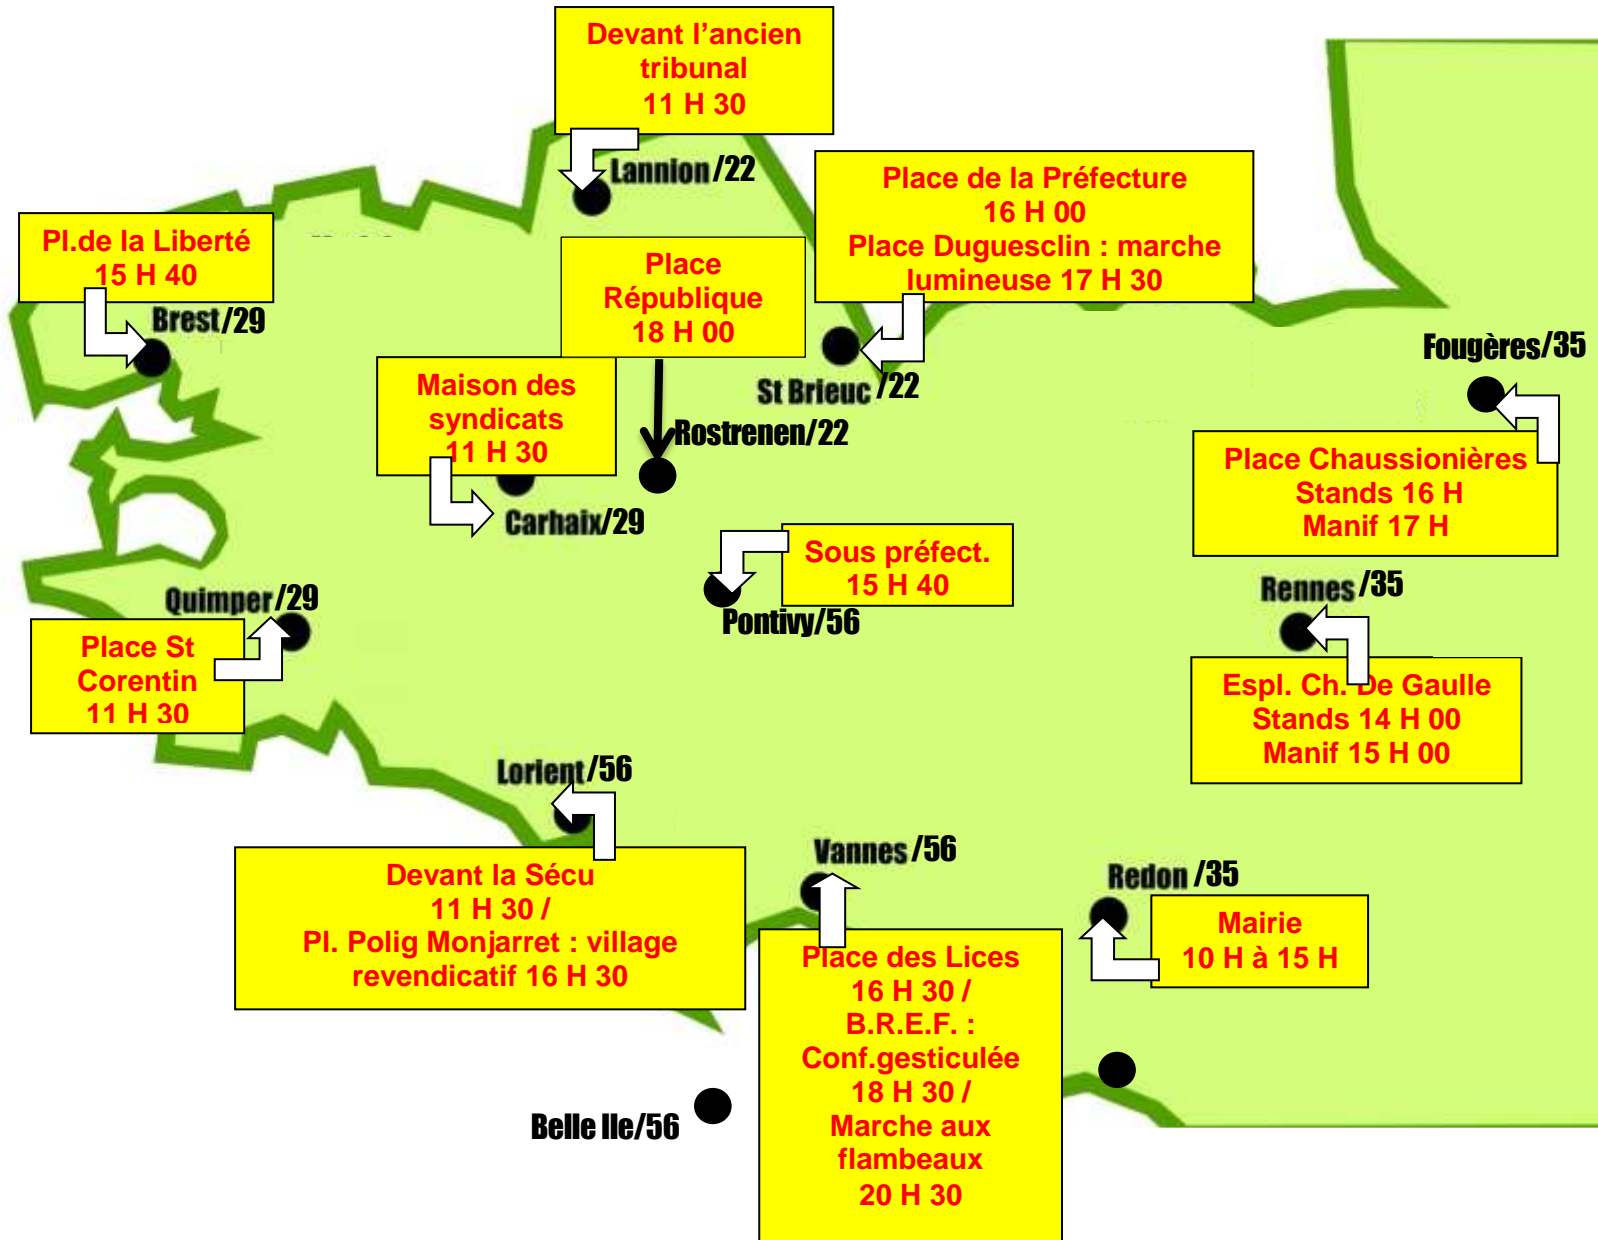 Devant l’ancien
tribunal
11 H 30
Lannion /22
Place de la Préfecture
16 H 00
Place Duguesclin : marche
lumineuse 17 H 30
Pl.de la Liberté
15 H 40
Brest/29
Place
République
18 H 00
St Brieuc /22
Fougères/35
Maison des
syndicats
11 H 30
Rostrenen/22
Carhaix/29
Place Chaussionières
Stands 16 H
Manif 17 H
Sous préfect.
15 H 40
Pontivy/56
Quimper/29
Place St
Corentin
11 H 30
Rennes/35
Espl. Ch. De Gaulle
Stands 14 H 00
Manif 15 H 00
Lorient/56
Devant la Sécu
11 H 30 /
Pl. Polig Monjarret : village
revendicatif 16 H 30
Vannes /56
Place des Lices
16 H 30 /
B.R.E.F. :
Conf.gesticulée
18 H 30 /
Marche aux
flambeaux
20 H 30
Redon /35
Mairie
10 H à 15 H
Belle Ile/56